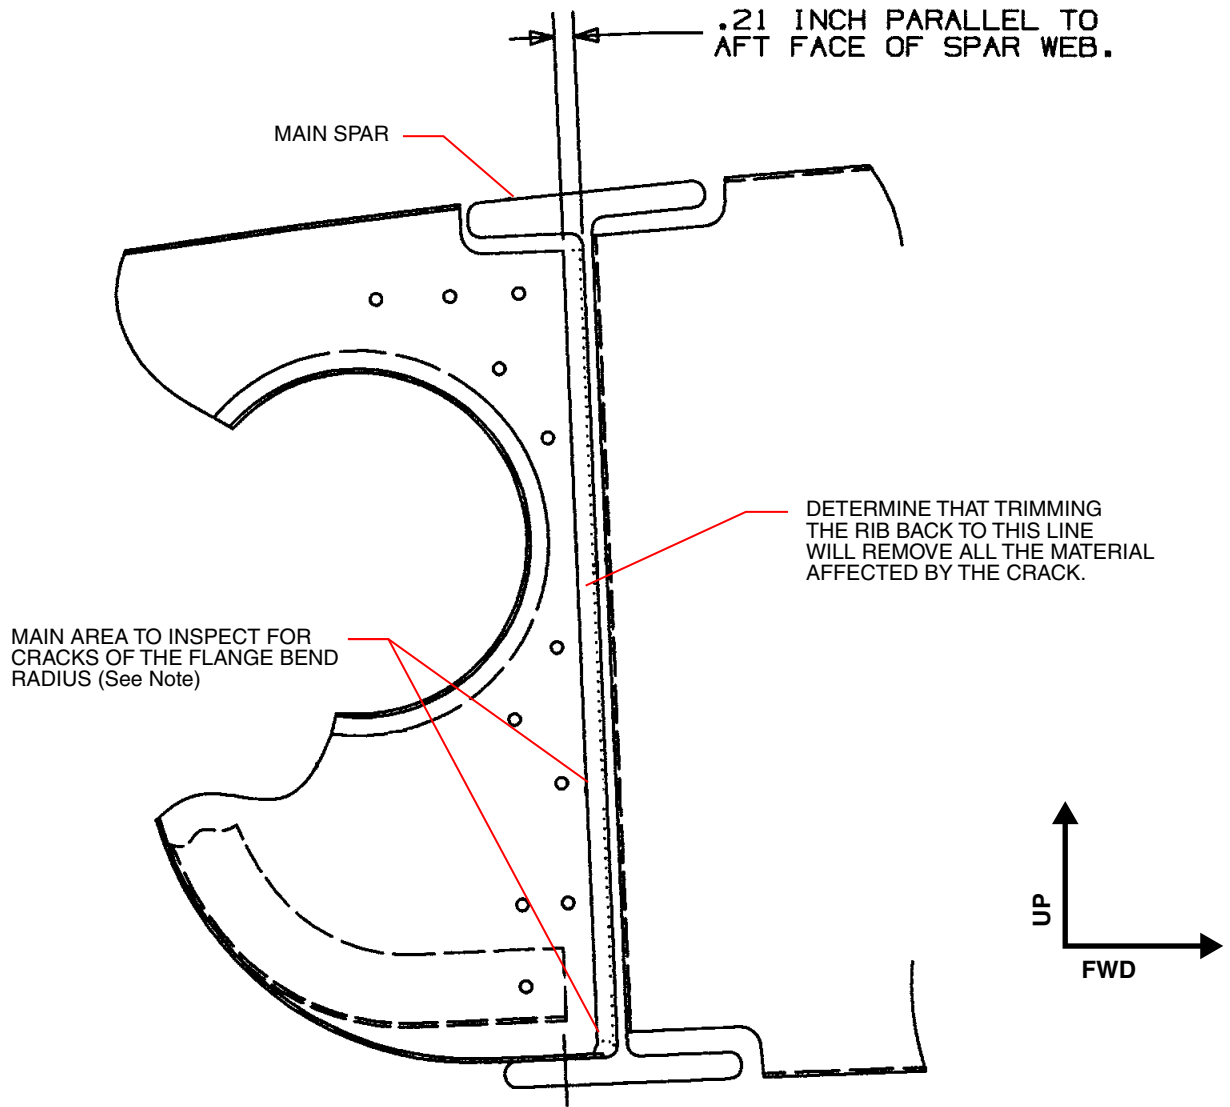 .21 INCH PARALLEL TO
AFT FACE OF SPAR WEB.
MAIN SPAR
DETERMINE THAT TRIMMING
THE RIB BACK TO THIS LINE
WILL REMOVE ALL THE MATERIAL
AFFECTED BY THE CRACK.
MAIN AREA TO INSPECT FOR
CRACKS OF THE FLANGE BEND
RADIUS (See Note)
UP
FWD